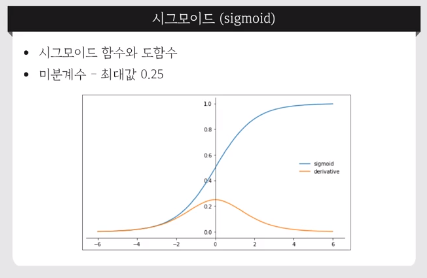 시그모이드 (sigmoid)
• 시그모이드 함수와 도함수
• 미분계수 - 최대값 0.25
1.0
0.8
0.6
0.4
0.2
0.0
sigmoid
derivative
-6 -4 -2 0 2 4 6